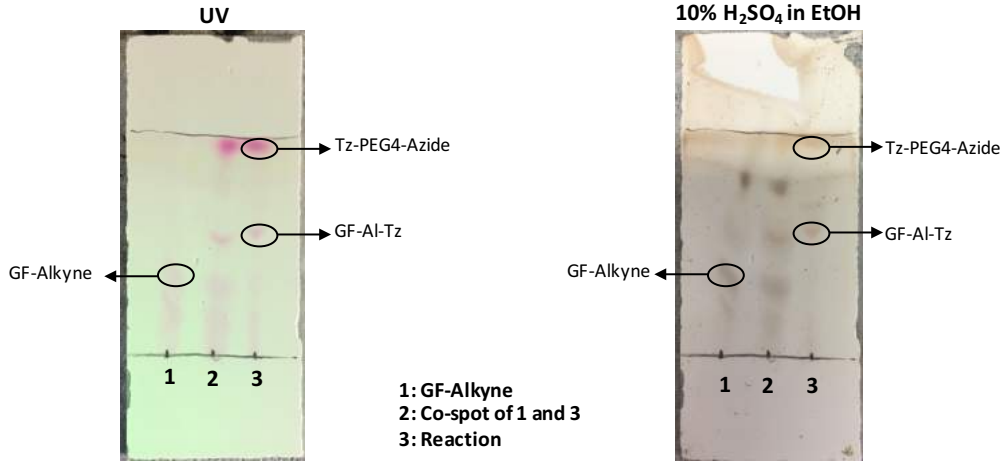 UV
10% H₂SO₄ in EtOH
Tz-PEG4-Azide
Tz-PEG4-Azide
GF-Al-Tz
GF-Al-Tz
GF-Alkyne
GF-Alkyne
1 2 3
1 2 3
1: GF-Alkyne
2: Co-spot of 1 and 3
3: Reaction